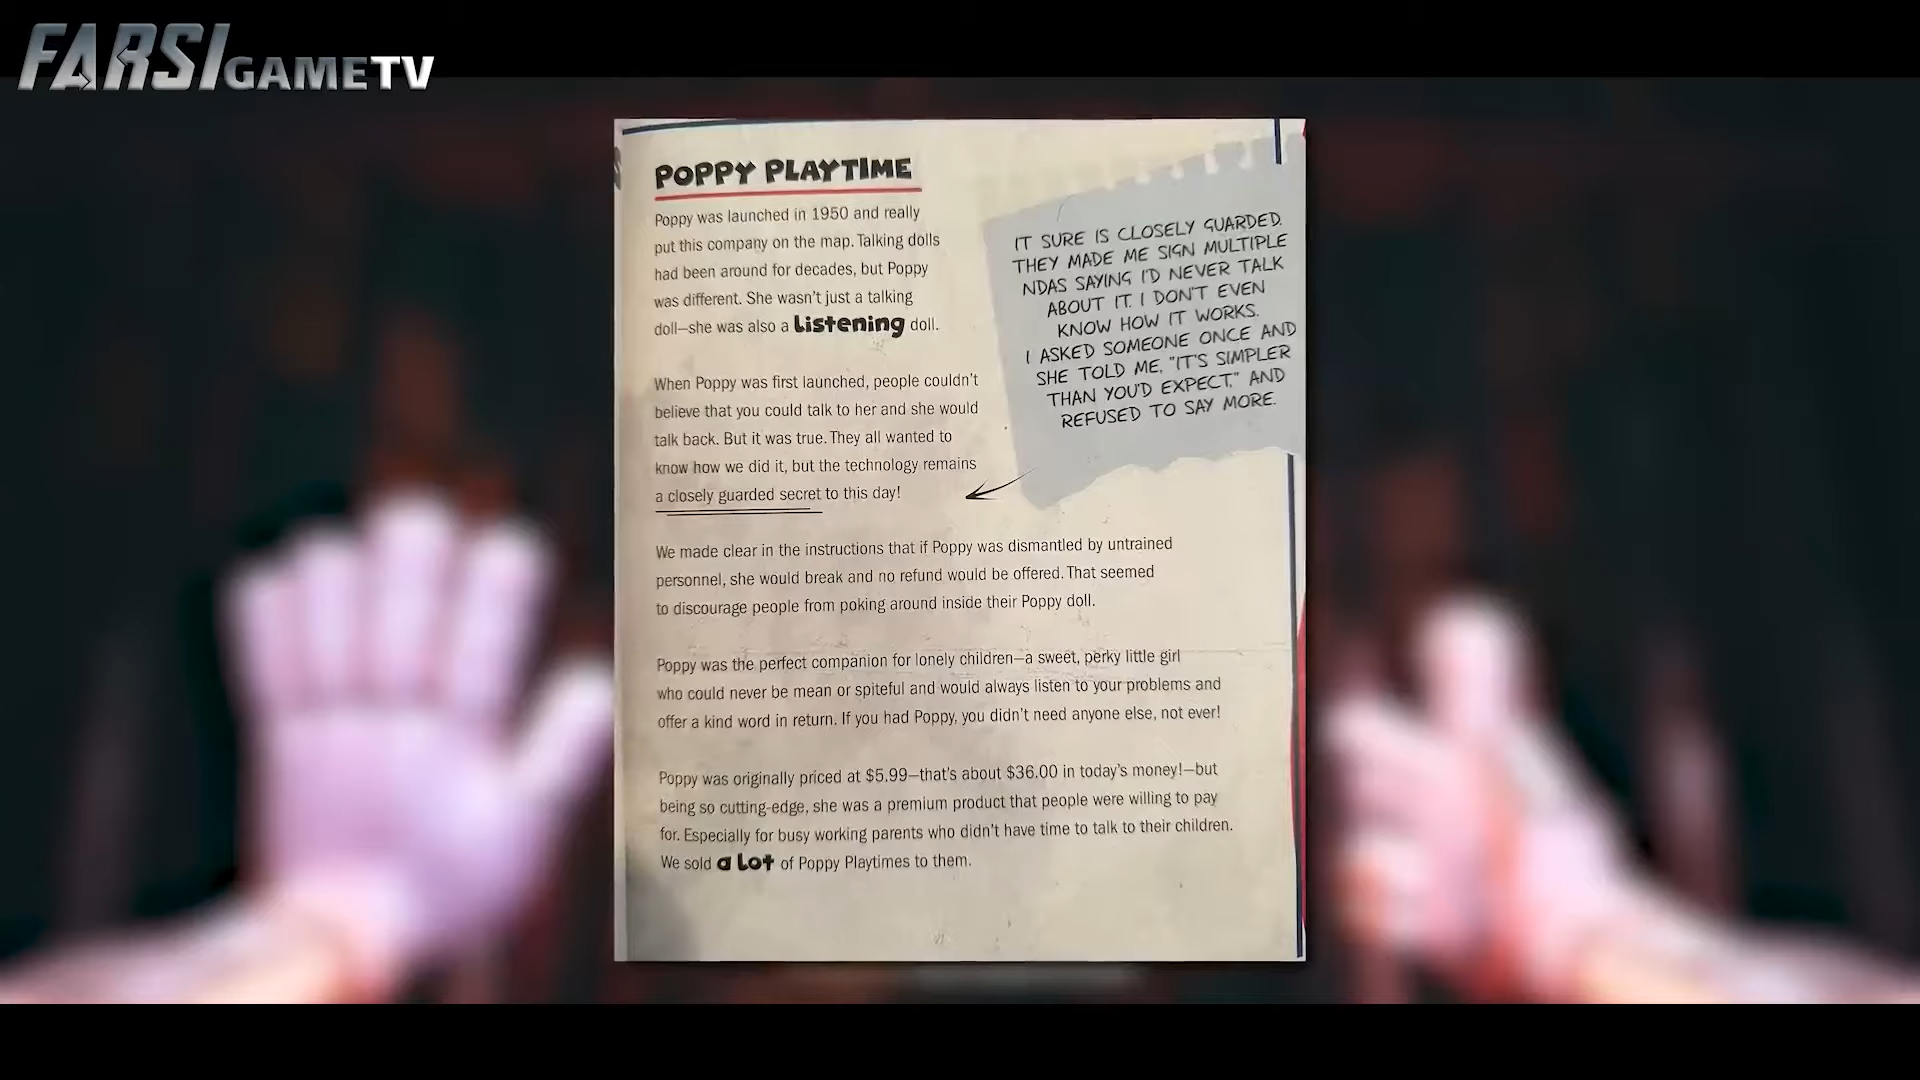 FARSIGAMETV
POPPY PLAYTIME
Poppy was launched in 1950 and really
put this company on the map. Talking dolls
had been around for decades, but Poppy
was different. She wasn't just a talking
doll—she was also a Listening doll.
When Poppy was first launched, people couldn't
believe that you could talk to her and she would
talk back. But it was true. They all wanted to
know how we did it, but the technology remains
a closely guarded secret to this day!
IT SURE IS CLOSELY GUARDED.
THEY MADE ME SIGN MULTIPLE
NDAS SAYING I'D NEVER TALK
ABOUT IT. I DON'T EVEN
KNOW HOW IT WORKS.
I ASKED SOMEONE ONCE AND
SHE TOLD ME, "IT'S SIMPLER
THAN YOU'D EXPECT," AND
REFUSED TO SAY MORE.
We made clear in the instructions that if Poppy was dismantled by untrained
personnel, she would break and no refund would be offered. That seemed
to discourage people from poking around inside their Poppy doll.
Poppy was the perfect companion for lonely children—a sweet, perky little girl
who could never be mean or spiteful and would always listen to your problems and
offer a kind word in return. If you had Poppy, you didn't need anyone else, not ever!
Poppy was originally priced at $5.99—that's about $36.00 in today's money!—but
being so cutting-edge, she was a premium product that people were willing to pay
for. Especially for busy working parents who didn't have time to talk to their children.
We sold a Lot of Poppy Playtimes to them.